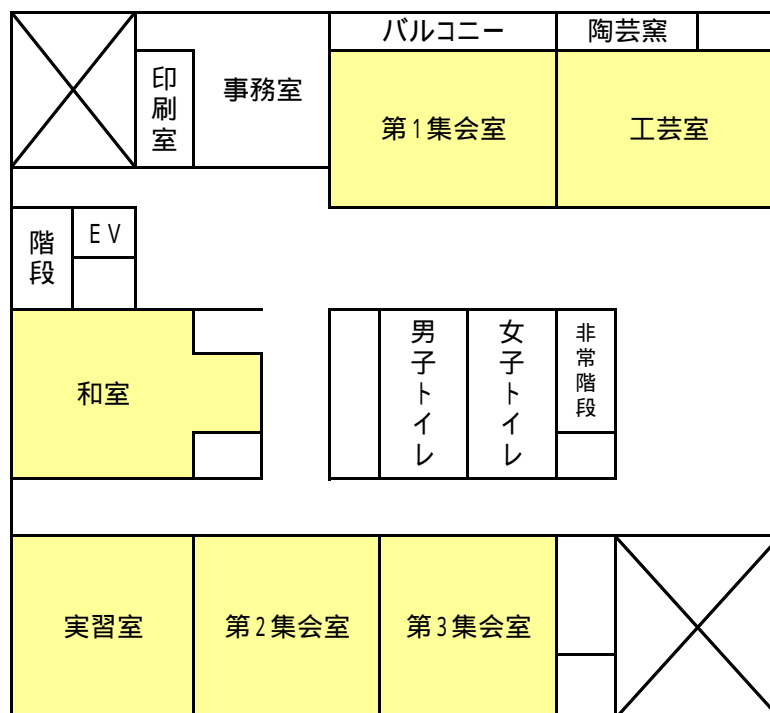 バルコニー
陶芸窯
印刷室
事務室
第1集会室
工芸室
階段
EV
和室
男子トイレ
女子トイレ
非常階段
実習室
第2集会室
第3集会室